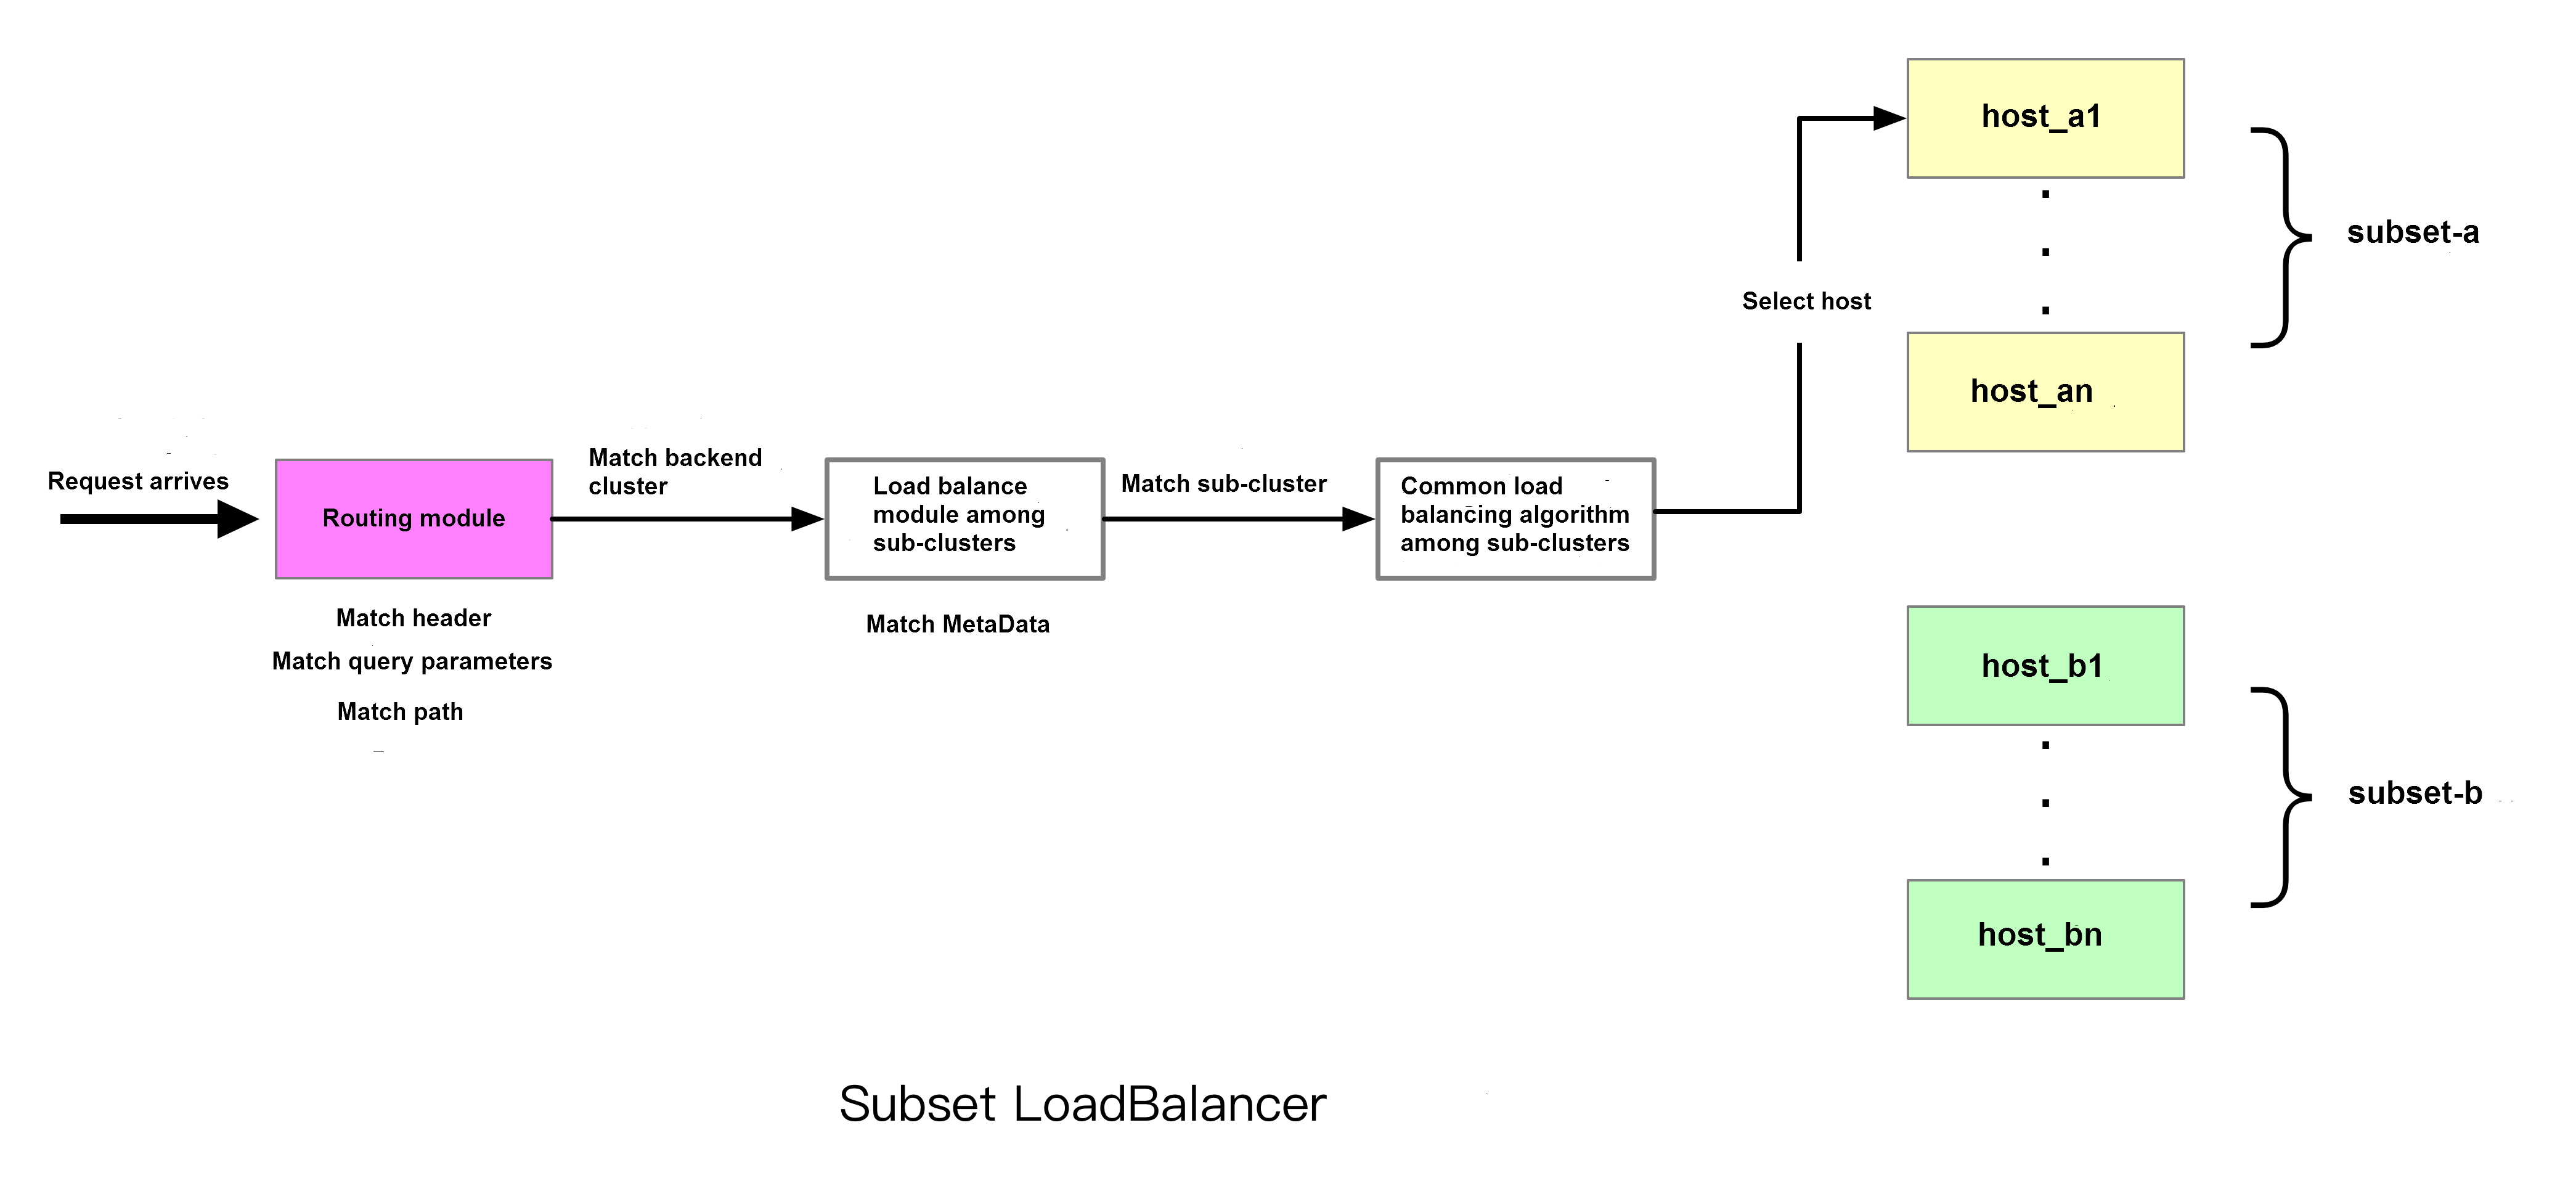 Request arrives
Routing module
Match header
Match query parameters
Match path
Match backend
cluster
Load balance
module among
sub-clusters
Match MetaData
Match sub-cluster
Common load
balancing algorithm
among sub-clusters
Select host
host_a1
host_an
subset-a
host_b1
host_bn
subset-b
Subset LoadBalancer